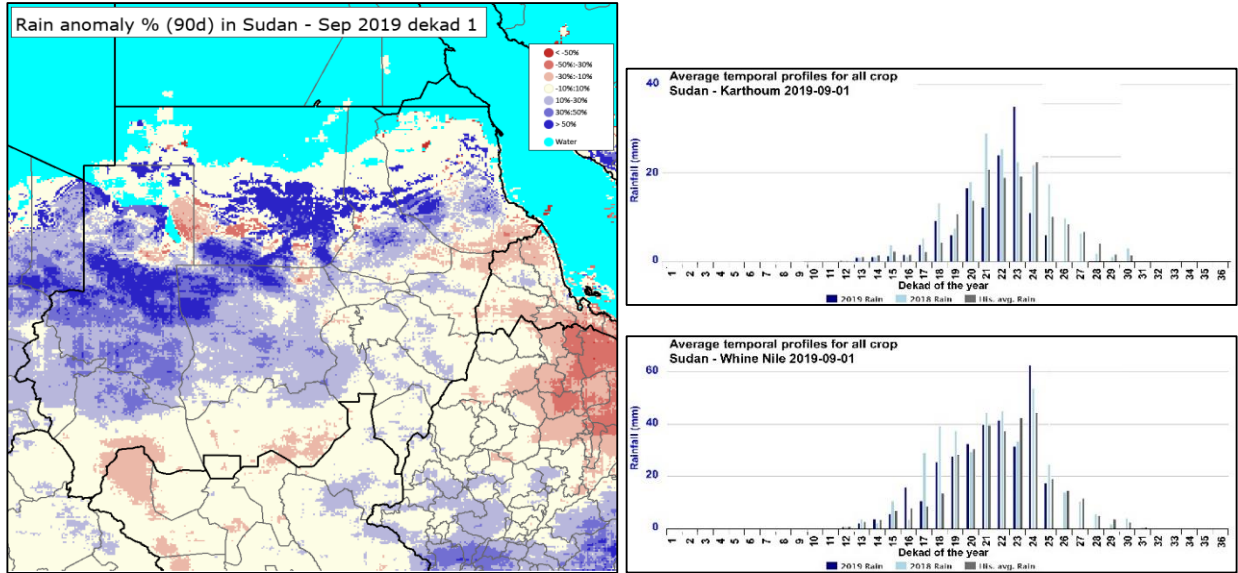 Rain anomaly % (90d) in Sudan - Sep 2019 dekad 1
< -50%
-50%:-30%
-30%:-10%
-10%:10%
10%-30%
30%:50%
> 50%
Water
Average temporal profiles for all crop
Sudan - Karthoum 2019-09-01
40
20
0
Rainfall (mm)
1 2 3 4 5 6 7 8 9 10 11 12 13 14 15 16 17 18 19 20 21 22 23 24 25 26 27 28 29 30 31 32 33 34 35 36
Dekad of the year
2019 Rain 2018 Rain His. avg. Rain
Average temporal profiles for all crop
Sudan - Whine Nile 2019-09-01
60
40
20
0
Rainfall (mm)
1 2 3 4 5 6 7 8 9 10 11 12 13 14 15 16 17 18 19 20 21 22 23 24 25 26 27 28 29 30 31 32 33 34 35 36
Dekad of the year
2019 Rain 2018 Rain His. avg. Rain